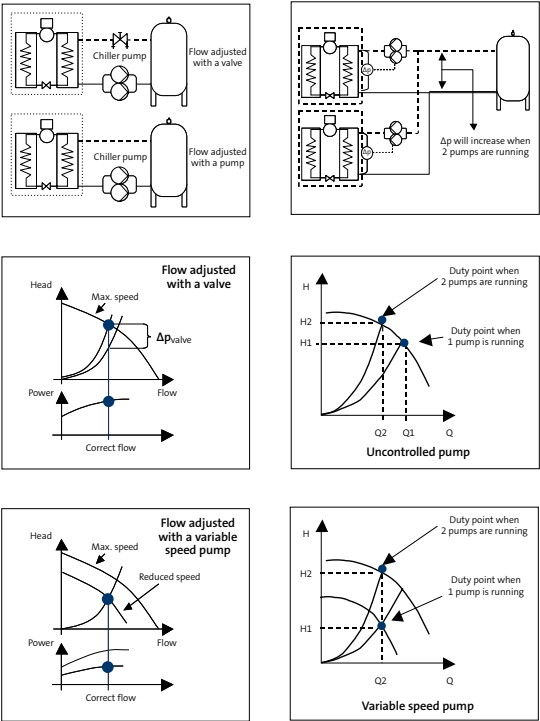 Chiller pump
Flow adjusted
with a valve
Chiller pump
Flow adjusted
with a pump
Δp
Δp
Δp will increase when
2 pumps are running
Flow adjusted
with a valve
Head
Max. speed
Δpvalve
Power
Flow
Correct flow
H
Duty point when
2 pumps are running
H2
H1
Duty point when
1 pump is running
Q2
Q1
Q
Uncontrolled pump
Flow adjusted
with a variable
speed pump
Head
Max. speed
Reduced speed
Power
Flow
Correct flow
H
Duty point when
2 pumps are running
H2
Duty point when
1 pump is running
H1
Q2
Q
Variable speed pump